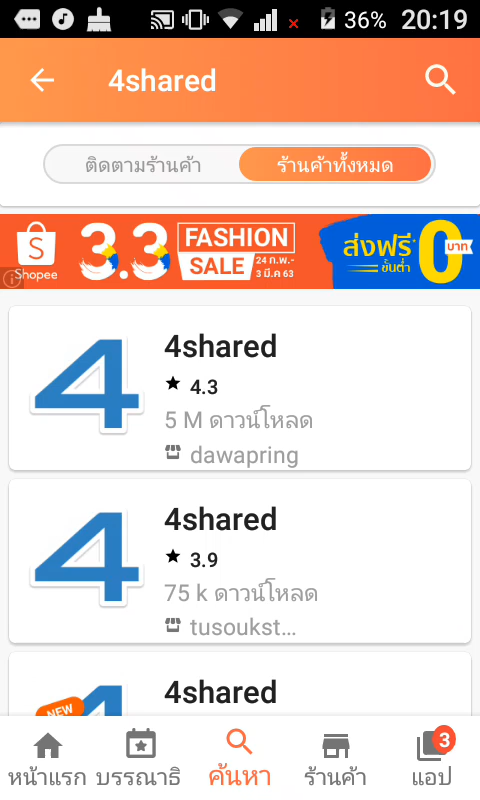 36% 20:19
4shared
ติดตามร้านค้า ร้านค้าทั้งหมด
Shopee
3.3
FASHION
SALE
24 ก.พ.-
3 มี.ค 63
ส่งฟรี
ขั้นต่ำ
0
บาท
4shared
4.3
5 M ดาวน์โหลด
dawapring
4shared
3.9
75 k ดาวน์โหลด
tusoukst...
4shared
NEW
3
หน้าแรก บรรณาธิ ค้นหา ร้านค้า แอป